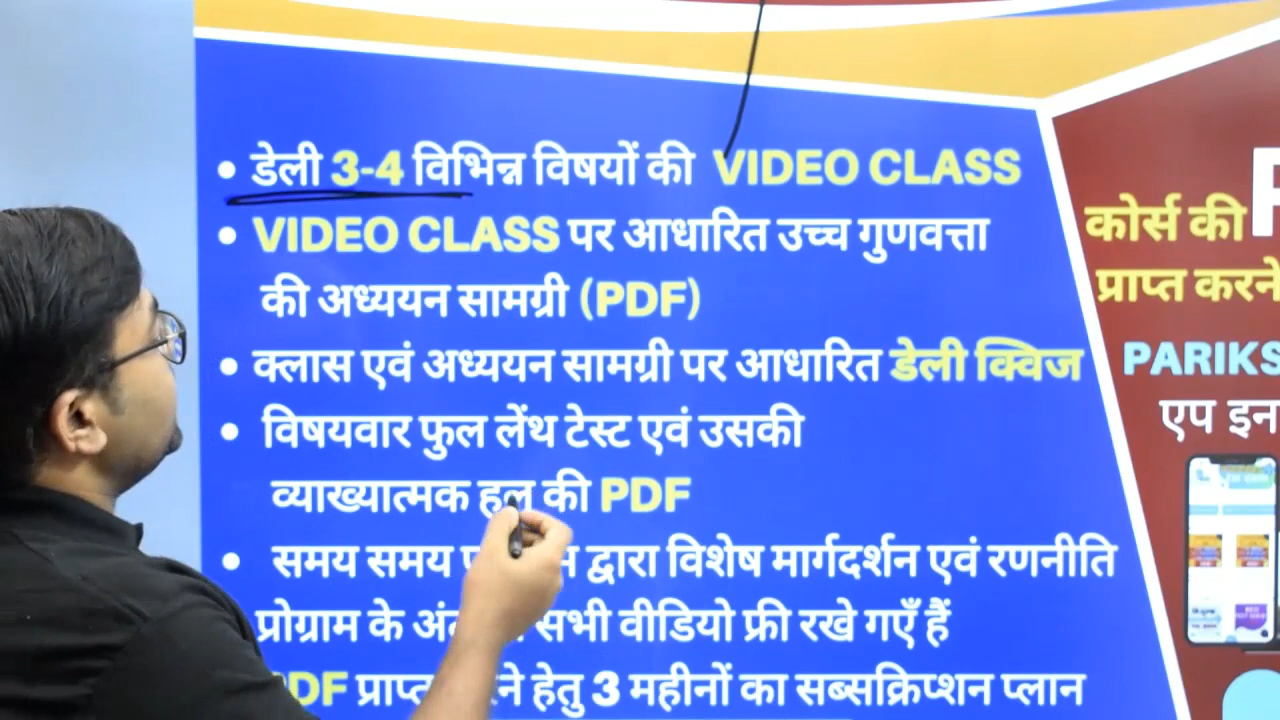 डेली 3-4 विभिन्न विषयों की VIDEO CLASS
VIDEO CLASS पर आधारित उच्च गुणवत्ता
की अध्ययन सामग्री (PDF)
क्लास एवं अध्ययन सामग्री पर आधारित डेली क्विज
विषयवार फुल लेंथ टेस्ट एवं उसकी
व्याख्यात्मक हल की PDF
समय समय द्वारा विशेष मार्गदर्शन एवं रणनीति
प्रोग्राम के सभी वीडियो फ्री रखे गएँ हैं
प्राप्त हेतु 3 महीनों का सब्सक्रिप्शन प्लान
कोर्स की
प्राप्त करने
PARIKS
एप इन